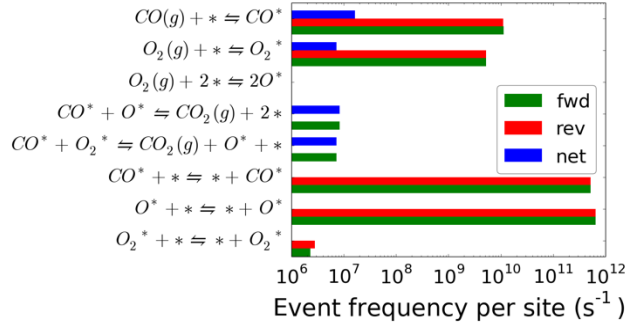 CO(g) + * ⇋ CO*
O₂(g) + * ⇋ O₂*
O₂(g) + 2* ⇋ 2O*
CO* + O* ⇋ CO₂(g) + 2*
CO* + O₂* ⇋ CO₂(g) + O* + *
CO* + * ⇋ * + CO*
O* + * ⇋ * + O*
O₂* + * ⇋ * + O₂*
fwd
rev
net
10⁶ 10⁷ 10⁸ 10⁹ 10¹⁰ 10¹¹ 10¹²
Event frequency per site (s⁻¹)